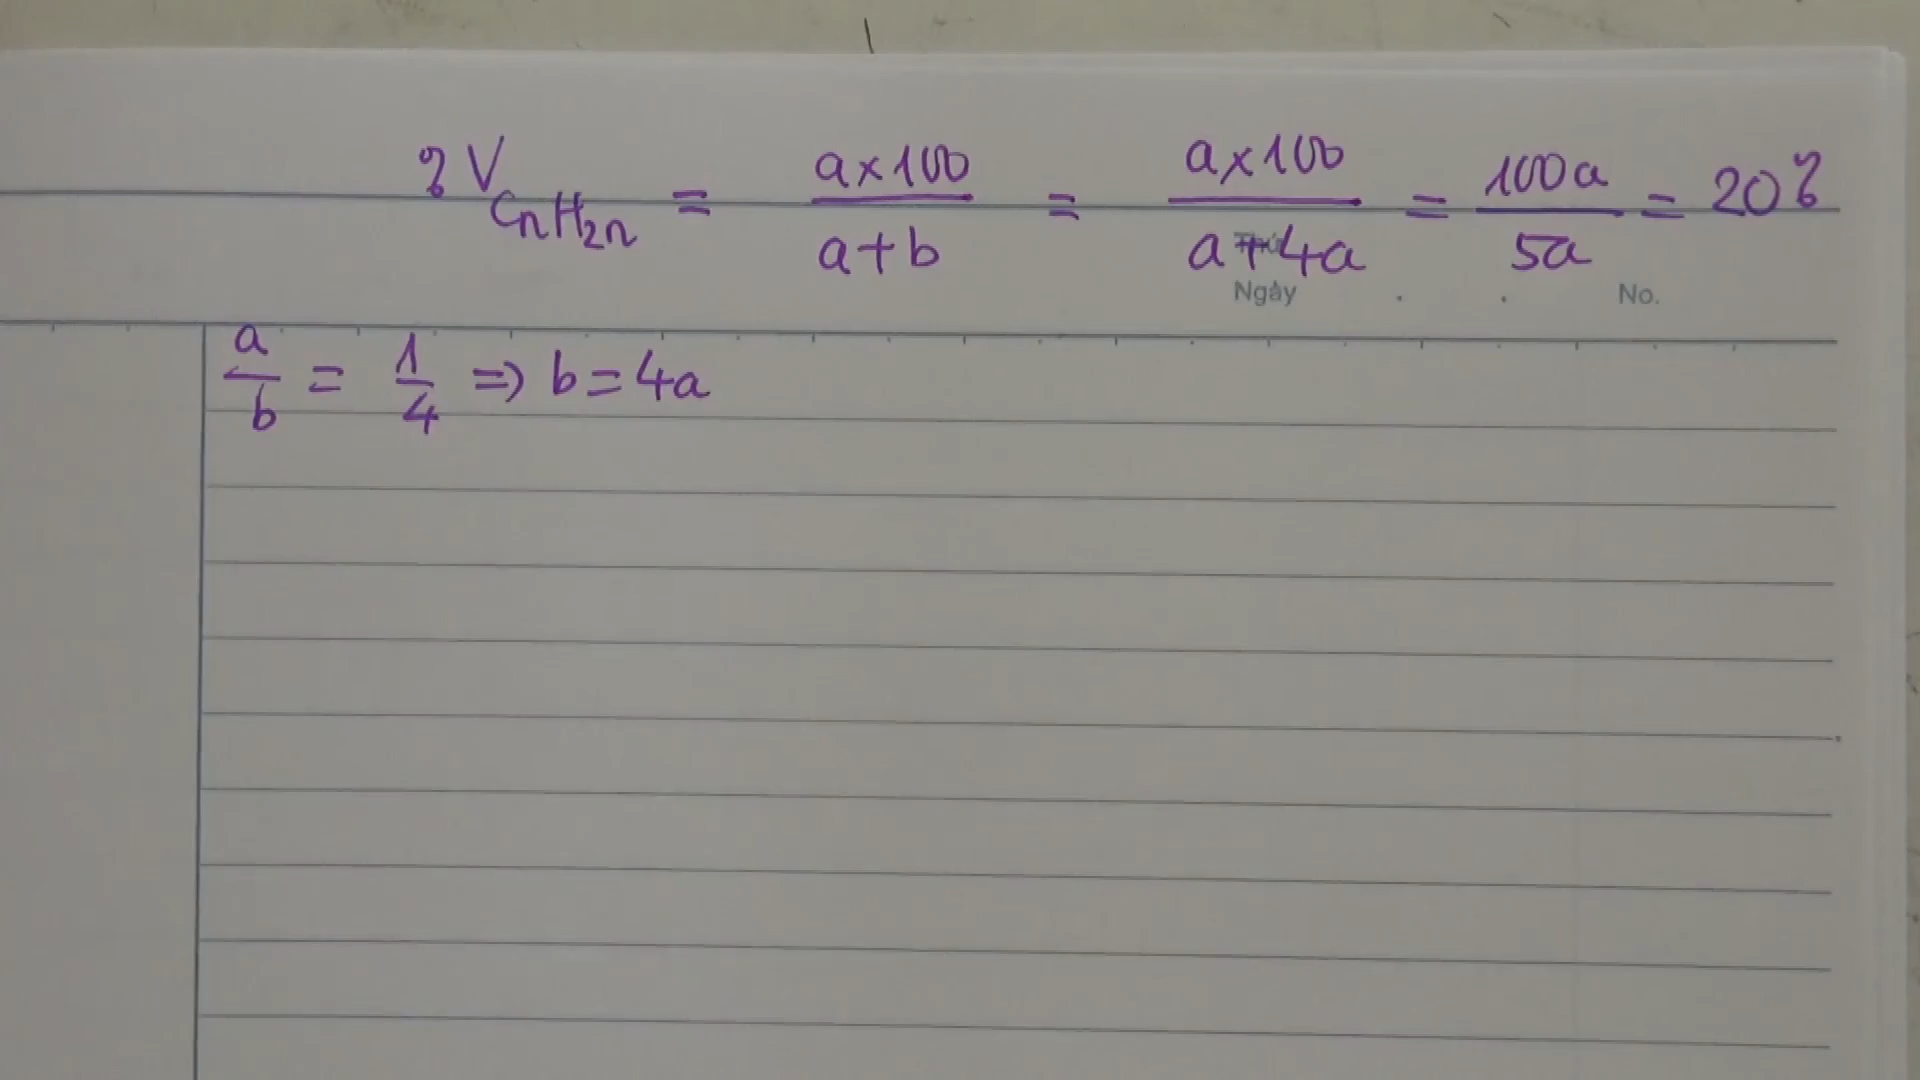 %V CnH2n = a x 100 / a + b = a x 100 / a + 4a = 100a / 5a = 20%
Ngày . . No.
a / b = 1 / 4 => b = 4a